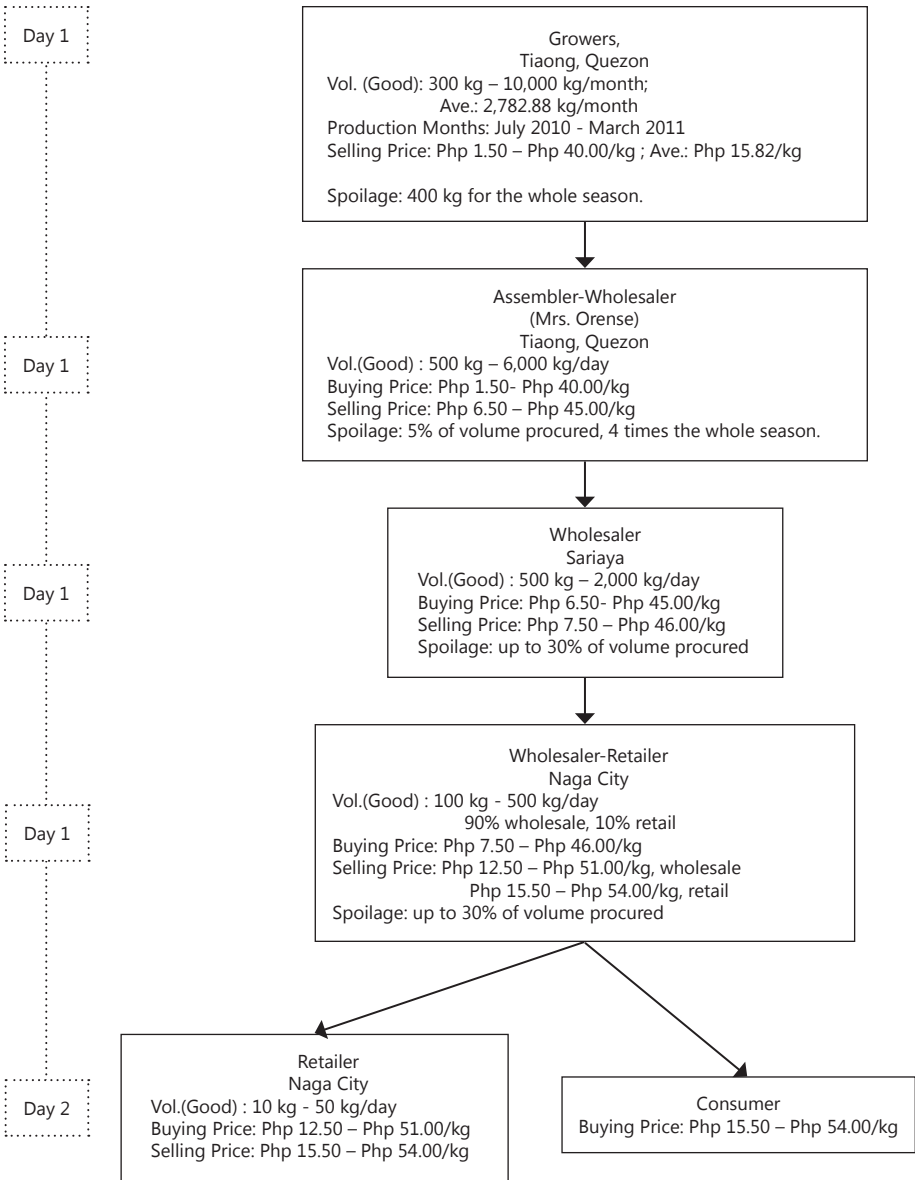 Day 1
Growers,
Tiaong, Quezon
Vol. (Good): 300 kg – 10,000 kg/month;
Ave.: 2,782.88 kg/month
Production Months: July 2010 - March 2011
Selling Price: Php 1.50 – Php 40.00/kg ; Ave.: Php 15.82/kg
Spoilage: 400 kg for the whole season.
Day 1
Assembler-Wholesaler
(Mrs. Orense)
Tiaong, Quezon
Vol.(Good) : 500 kg – 6,000 kg/day
Buying Price: Php 1.50- Php 40.00/kg
Selling Price: Php 6.50 – Php 45.00/kg
Spoilage: 5% of volume procured, 4 times the whole season.
Day 1
Wholesaler
Sariaya
Vol.(Good) : 500 kg – 2,000 kg/day
Buying Price: Php 6.50- Php 45.00/kg
Selling Price: Php 7.50 – Php 46.00/kg
Spoilage: up to 30% of volume procured
Day 1
Wholesaler-Retailer
Naga City
Vol.(Good) : 100 kg - 500 kg/day
90% wholesale, 10% retail
Buying Price: Php 7.50 – Php 46.00/kg
Selling Price: Php 12.50 – Php 51.00/kg, wholesale
Php 15.50 – Php 54.00/kg, retail
Spoilage: up to 30% of volume procured
Day 2
Retailer
Naga City
Vol.(Good) : 10 kg - 50 kg/day
Buying Price: Php 12.50 – Php 51.00/kg
Selling Price: Php 15.50 – Php 54.00/kg
Consumer
Buying Price: Php 15.50 – Php 54.00/kg